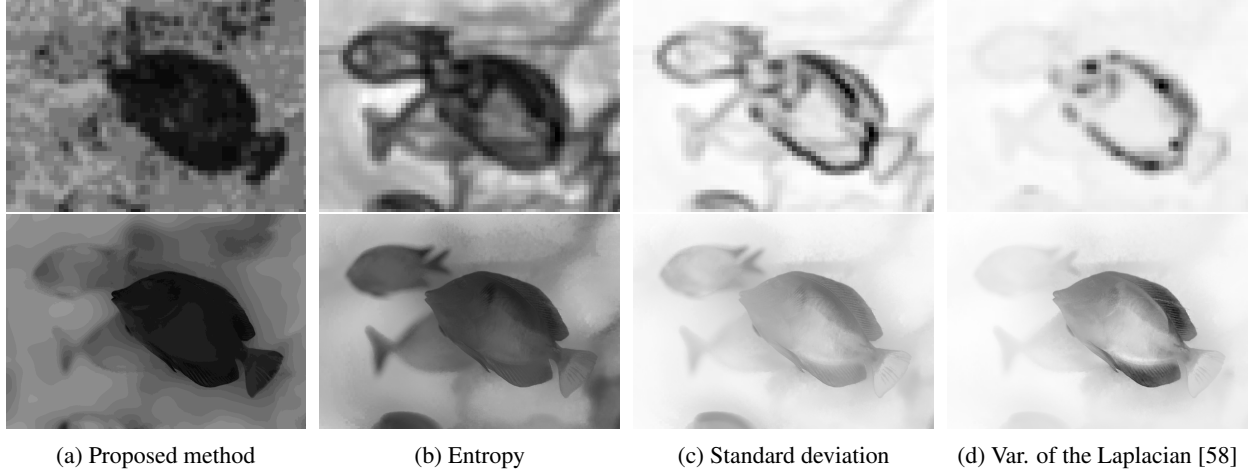 (a) Proposed method
(b) Entropy
(c) Standard deviation
(d) Var. of the Laplacian [58]